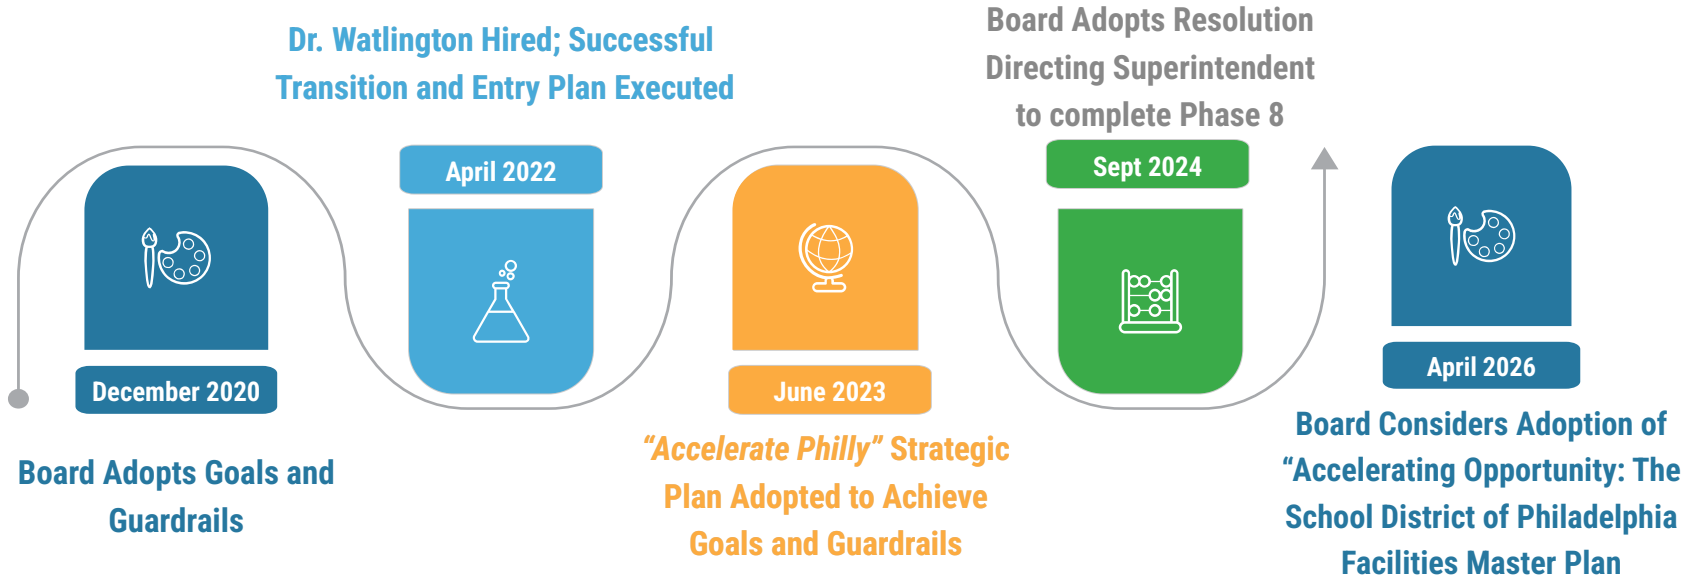 December 2020
Board Adopts Goals and
Guardrails
Dr. Watlington Hired; Successful
Transition and Entry Plan Executed
April 2022
June 2023
“Accelerate Philly” Strategic
Plan Adopted to Achieve
Goals and Guardrails
Board Adopts Resolution
Directing Superintendent
to complete Phase 8
Sept 2024
April 2026
Board Considers Adoption of
“Accelerating Opportunity: The
School District of Philadelphia
Facilities Master Plan